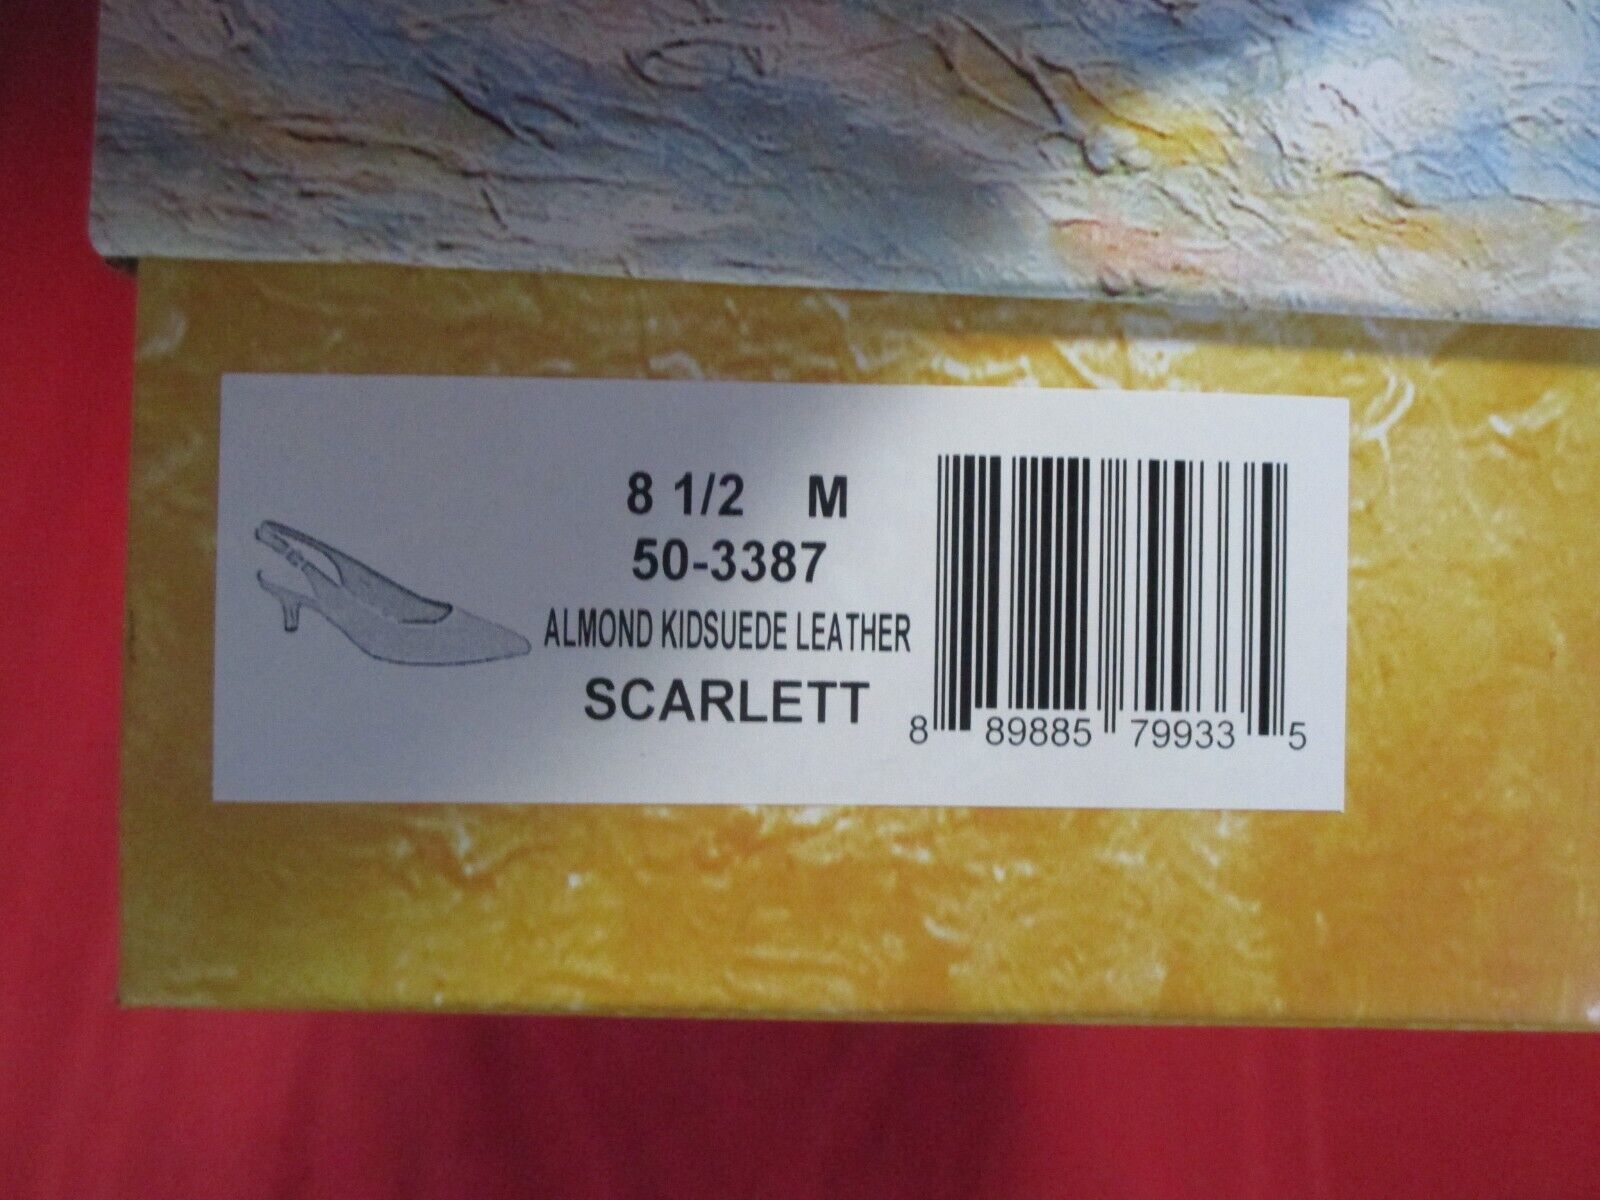 8 1/2 M
50-3387
ALMOND KIDSUEDE LEATHER
SCARLETT
8 89885 79933 5